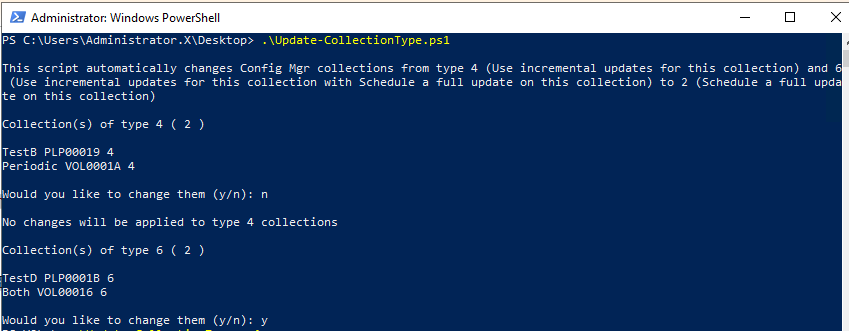 Administrator: Windows PowerShell
PS C:\Users\Administrator.X\Desktop> .\Update-CollectionType.ps1
This script automatically changes Config Mgr collections from type 4 (Use incremental updates for this collection) and 6
(Use incremental updates for this collection with Schedule a full update on this collection) to 2 (Schedule a full upda
te on this collection)
Collection(s) of type 4 ( 2 )
TestB PLP00019 4
Periodic VOL0001A 4
Would you like to change them (y/n): n
No changes will be applied to type 4 collections
Collection(s) of type 6 ( 2 )
TestD PLP0001B 6
Both VOL00016 6
Would you like to change them (y/n): y